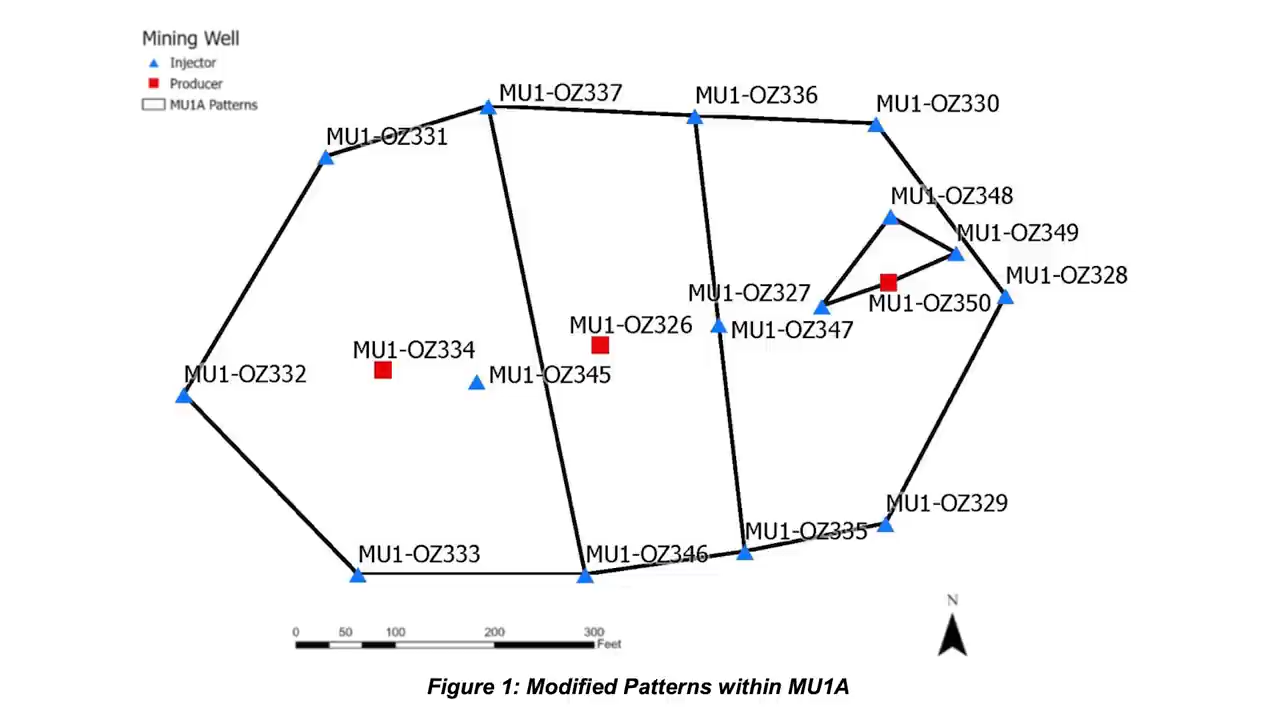 Mining Well
Injector
Producer
MU1A Patterns
MU1-OZ337
MU1-OZ336
MU1-OZ330
MU1-OZ331
MU1-OZ348
MU1-OZ349
MU1-OZ328
MU1-OZ327
MU1-OZ350
MU1-OZ326
MU1-OZ347
MU1-OZ334
MU1-OZ332
MU1-OZ345
MU1-OZ329
MU1-OZ335
MU1-OZ333
MU1-OZ346
N
0 50 100 200 300
Feet
Figure 1: Modified Patterns within MU1A